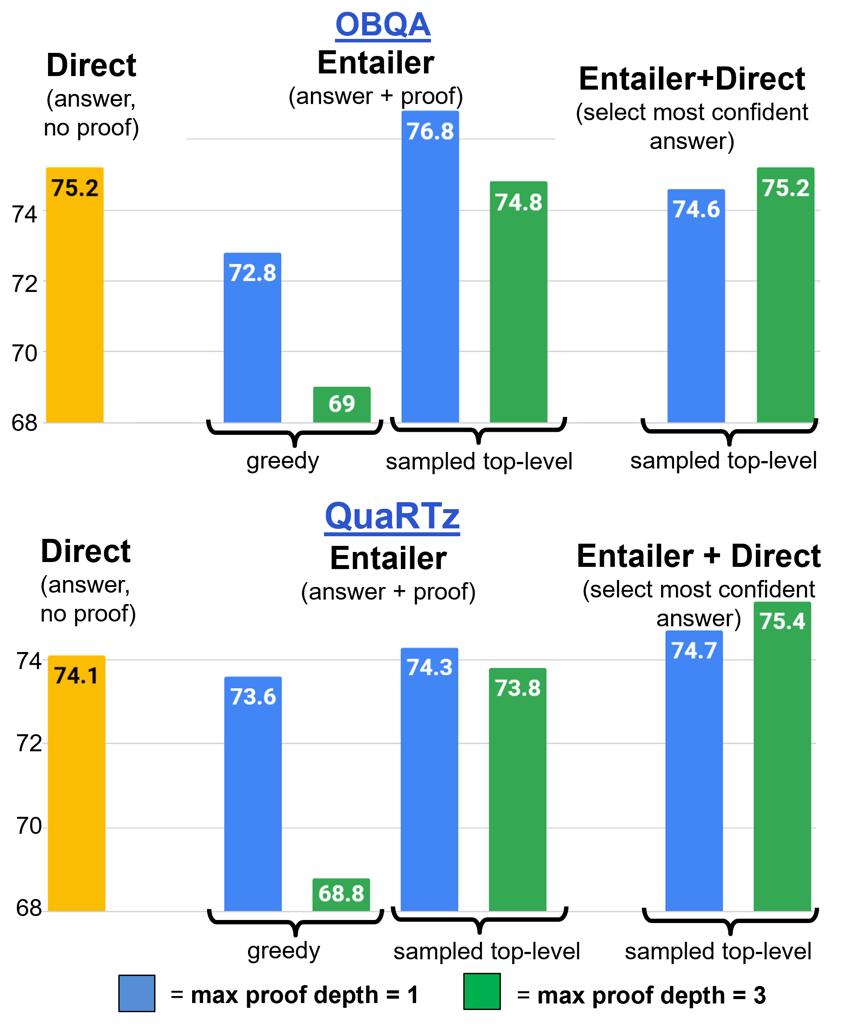 OBQA
Direct
(answer,
no proof)
Entailer
(answer + proof)
Entailer+Direct
(select most confident
answer)
75.2
72.8
69
76.8
74.8
74.6
75.2
74
72
70
68
greedy
sampled top-level
sampled top-level
QuaRTz
Direct
(answer,
no proof)
Entailer
(answer + proof)
Entailer + Direct
(select most confident
answer)
74.1
73.6
68.8
74.3
73.8
74.7
75.4
74
72
70
68
greedy
sampled top-level
sampled top-level
= max proof depth = 1
= max proof depth = 3